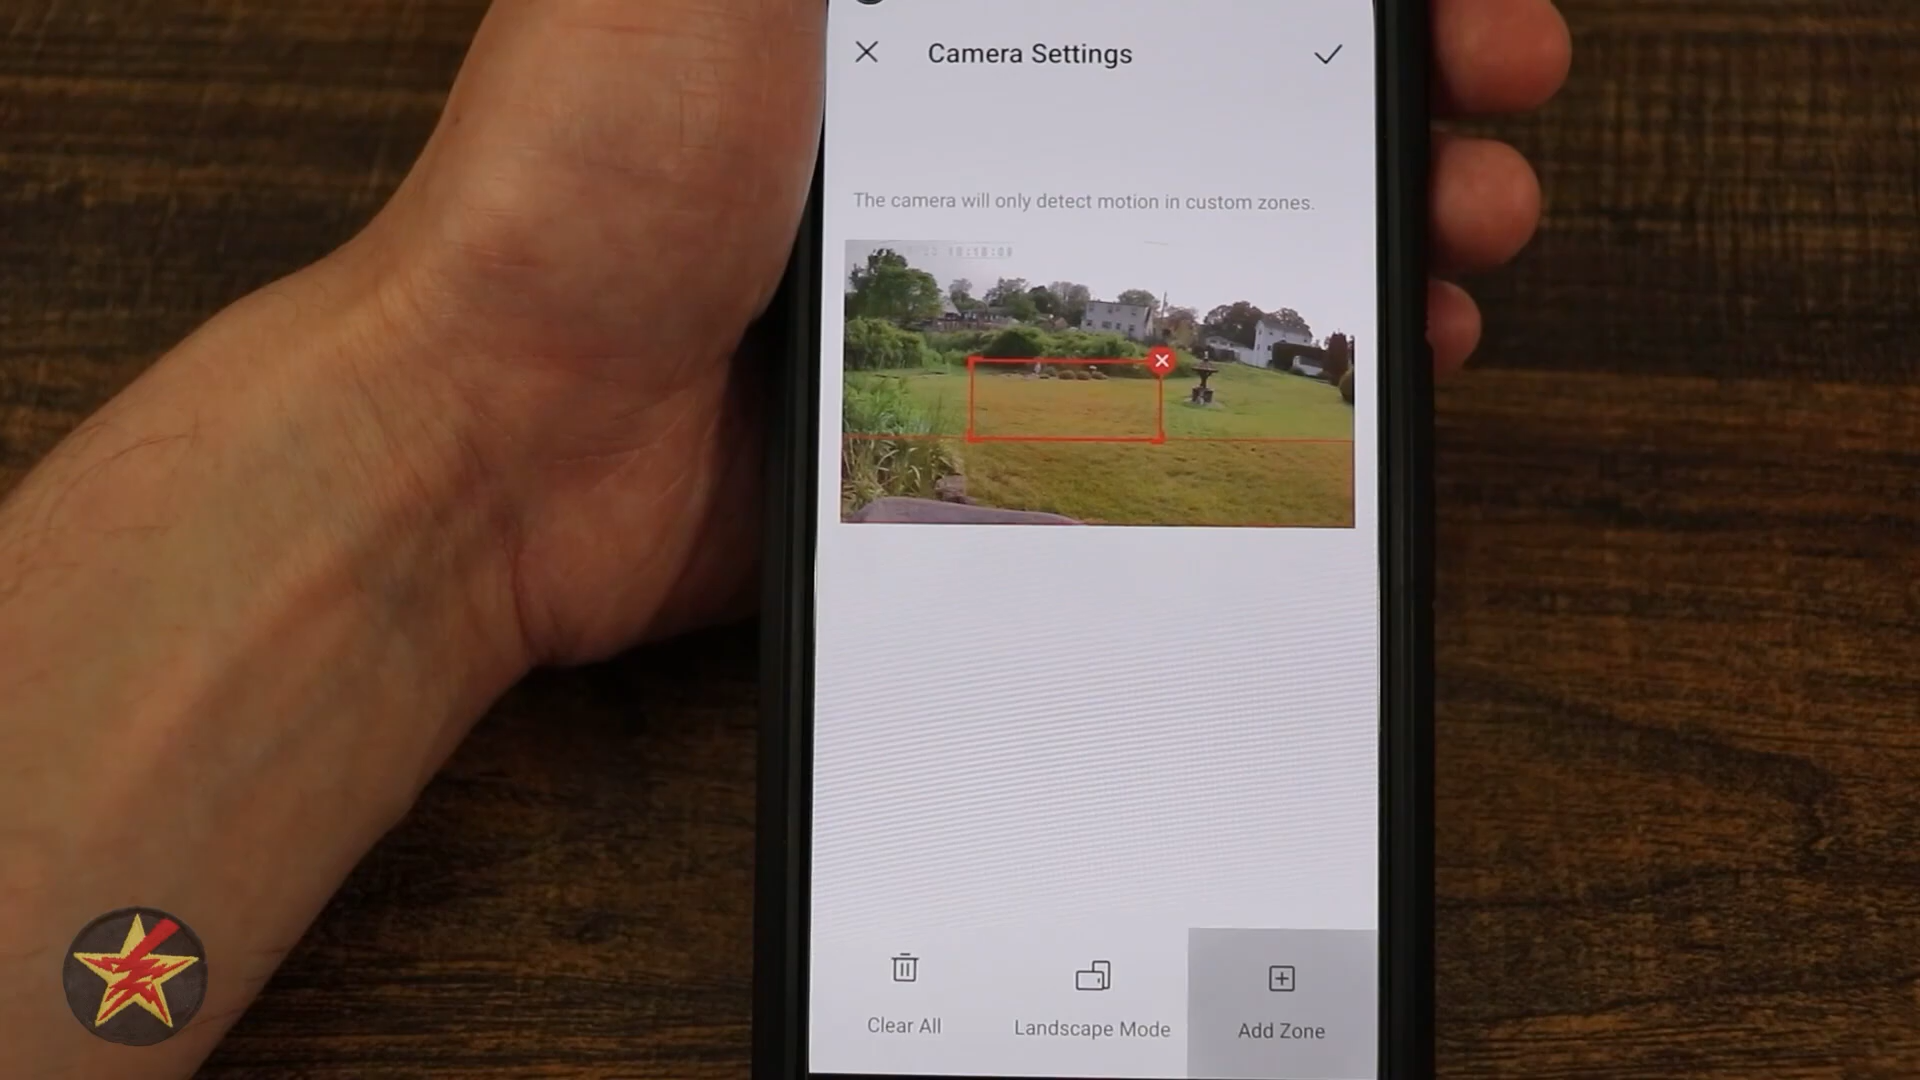 Camera Settings
The camera will only detect motion in custom zones.
Clear All
Landscape Mode
Add Zone